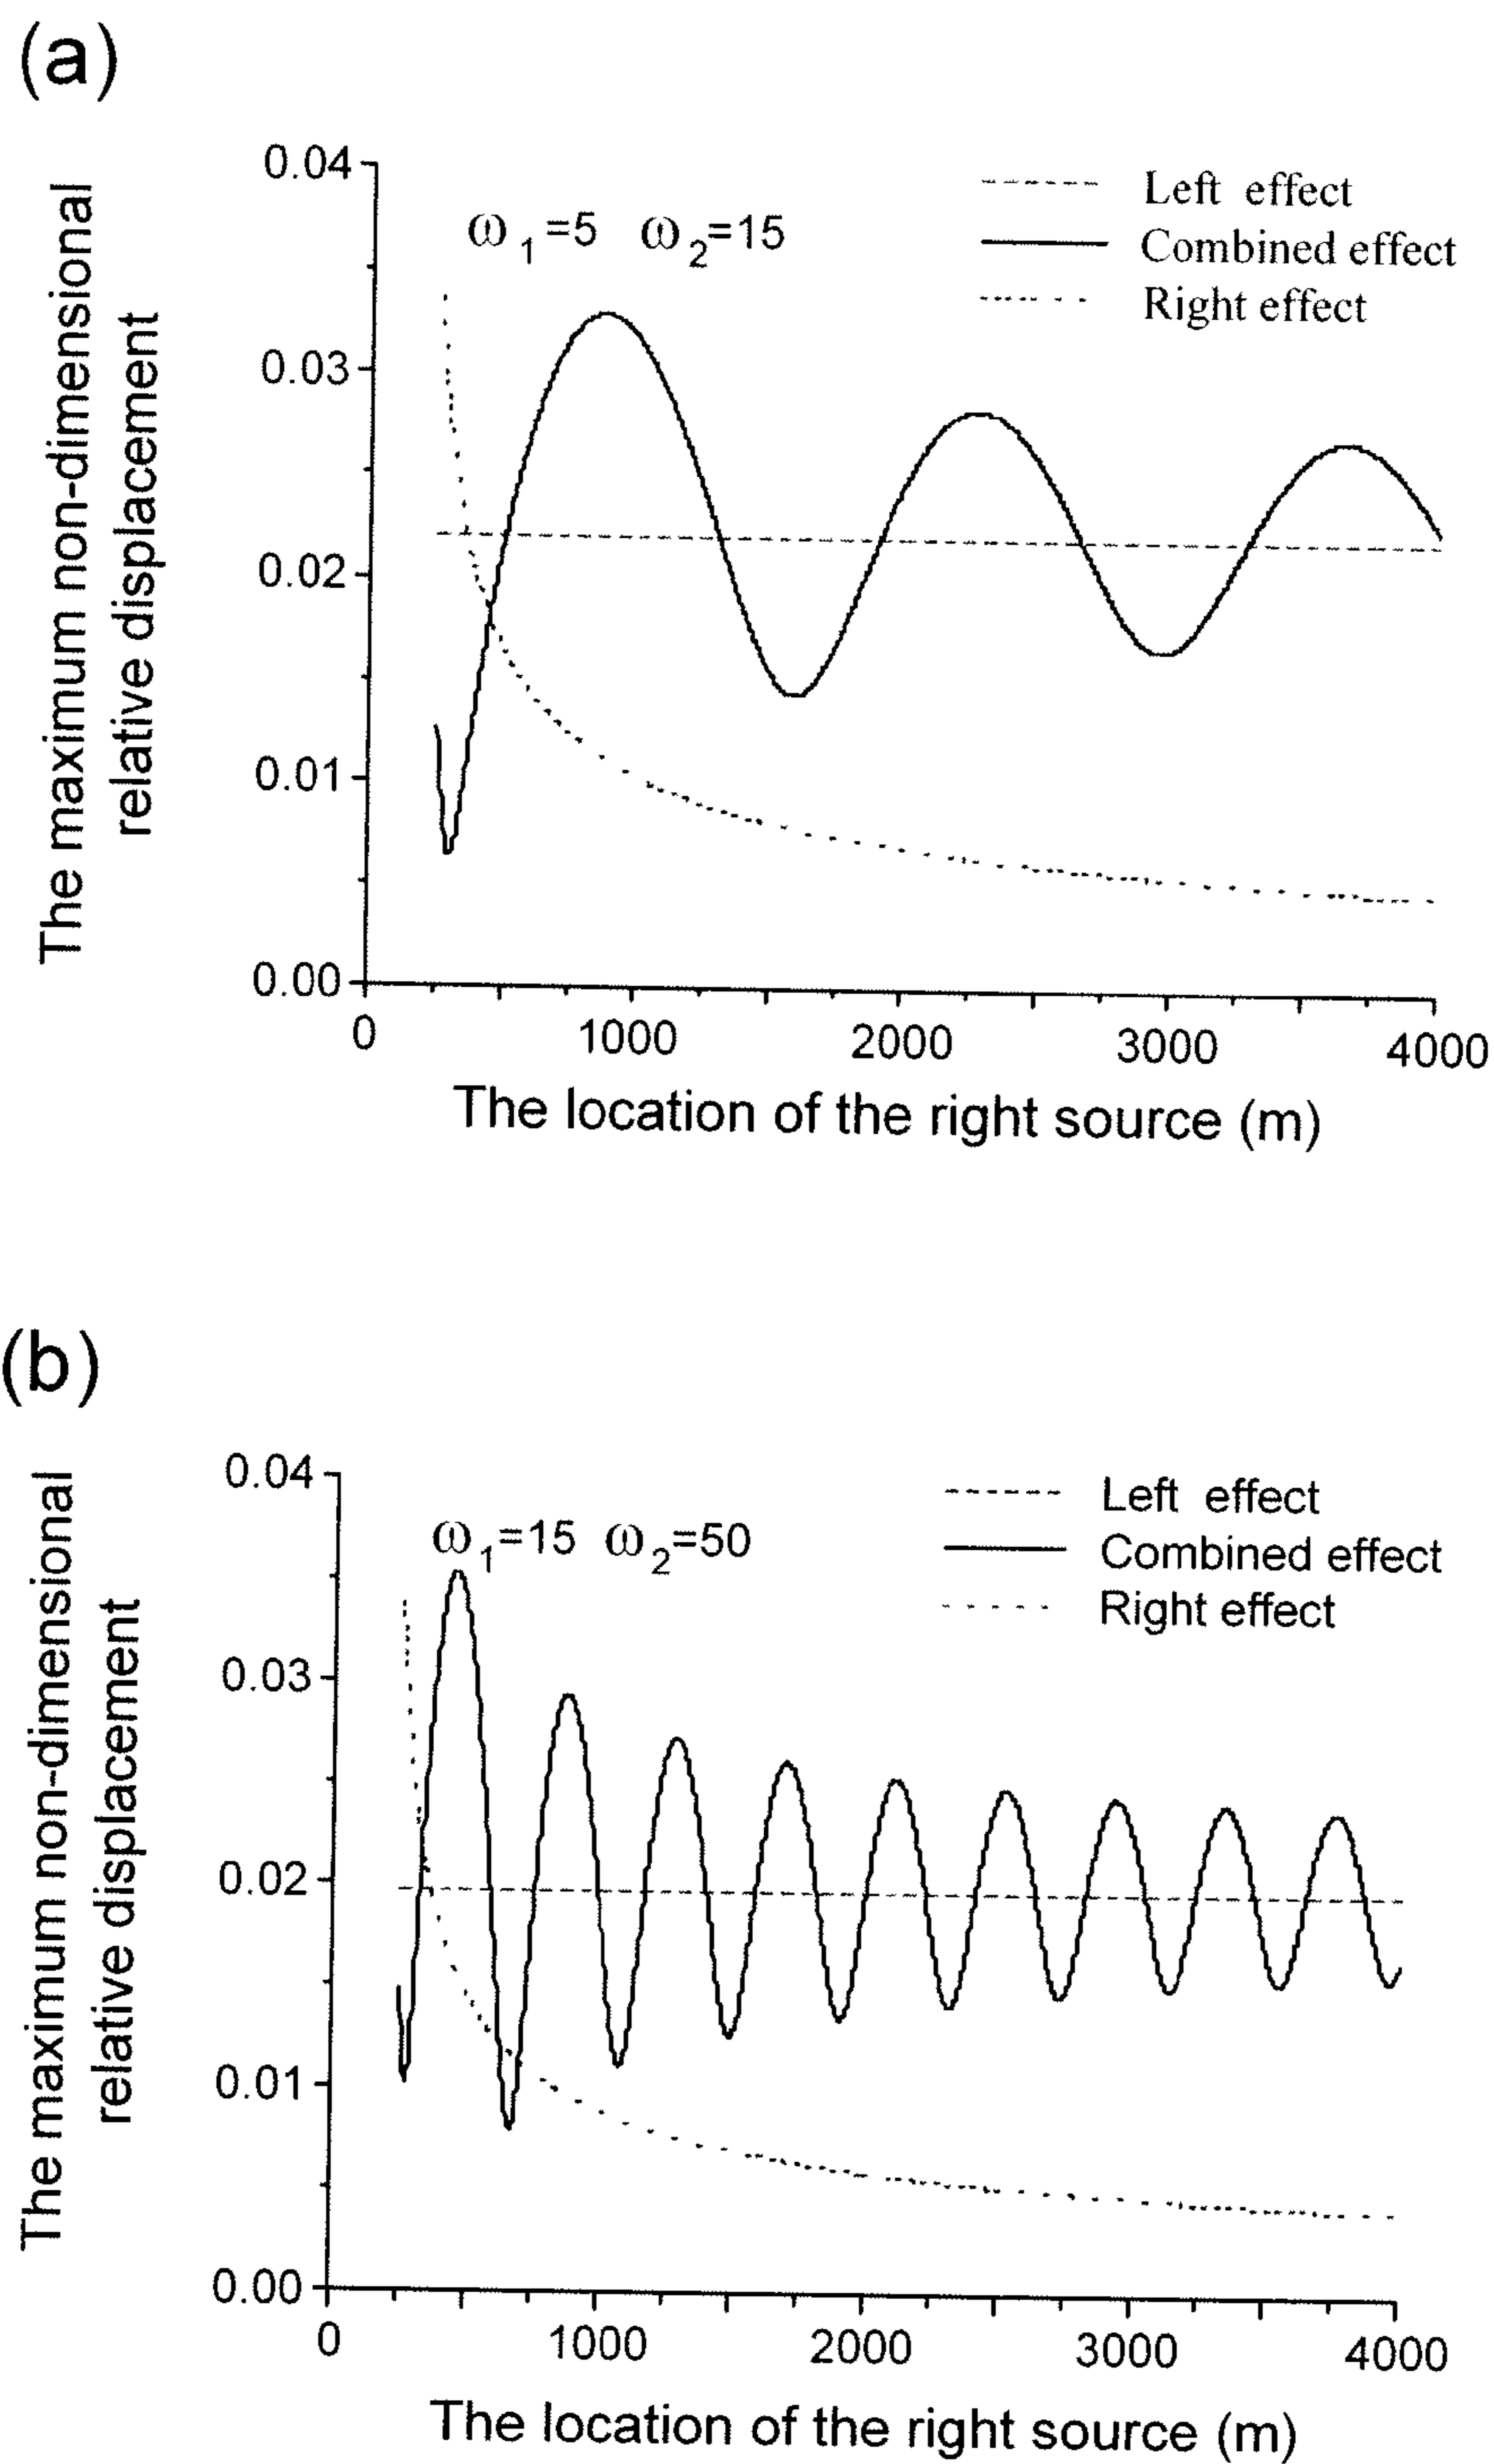 (a)
The maximum non-dimensional
relative displacement
0.04
0.03
0.02
0.01
0.00
ω1=5 ω2=15
Left effect
Combined effect
Right effect
0 1000 2000 3000 4000
The location of the right source (m)
(b)
The maximum non-dimensional
relative displacement
0.04
0.03
0.02
0.01
0.00
ω1=15 ω2=50
Left effect
Combined effect
Right effect
0 1000 2000 3000 4000
The location of the right source (m)